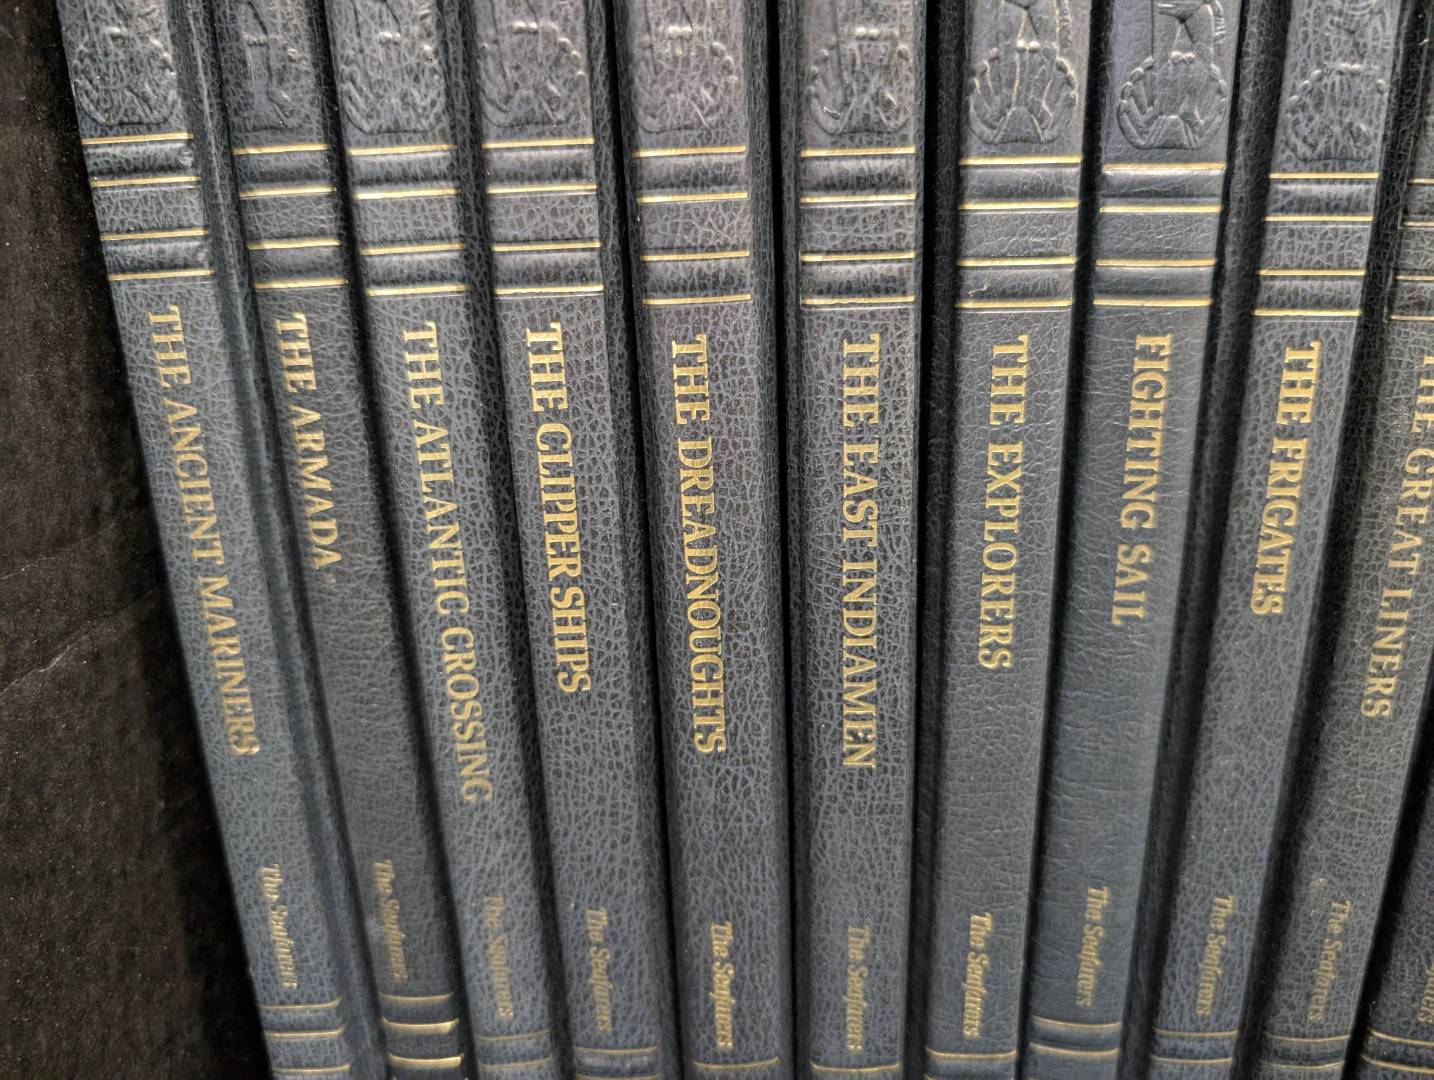 THE ANCIENT MARINERS
The Seafarers
THE ARMADA
The Seafarers
THE ATLANTIC CROSSING
The Seafarers
THE CLIPPER SHIPS
The Seafarers
THE DREADNOUGHTS
The Seafarers
THE EAST INDIAMEN
The Seafarers
THE EXPLORERS
The Seafarers
FIGHTING SAIL
The Seafarers
THE FRIGATES
The Seafarers
THE GREAT LINERS
The Seafarers